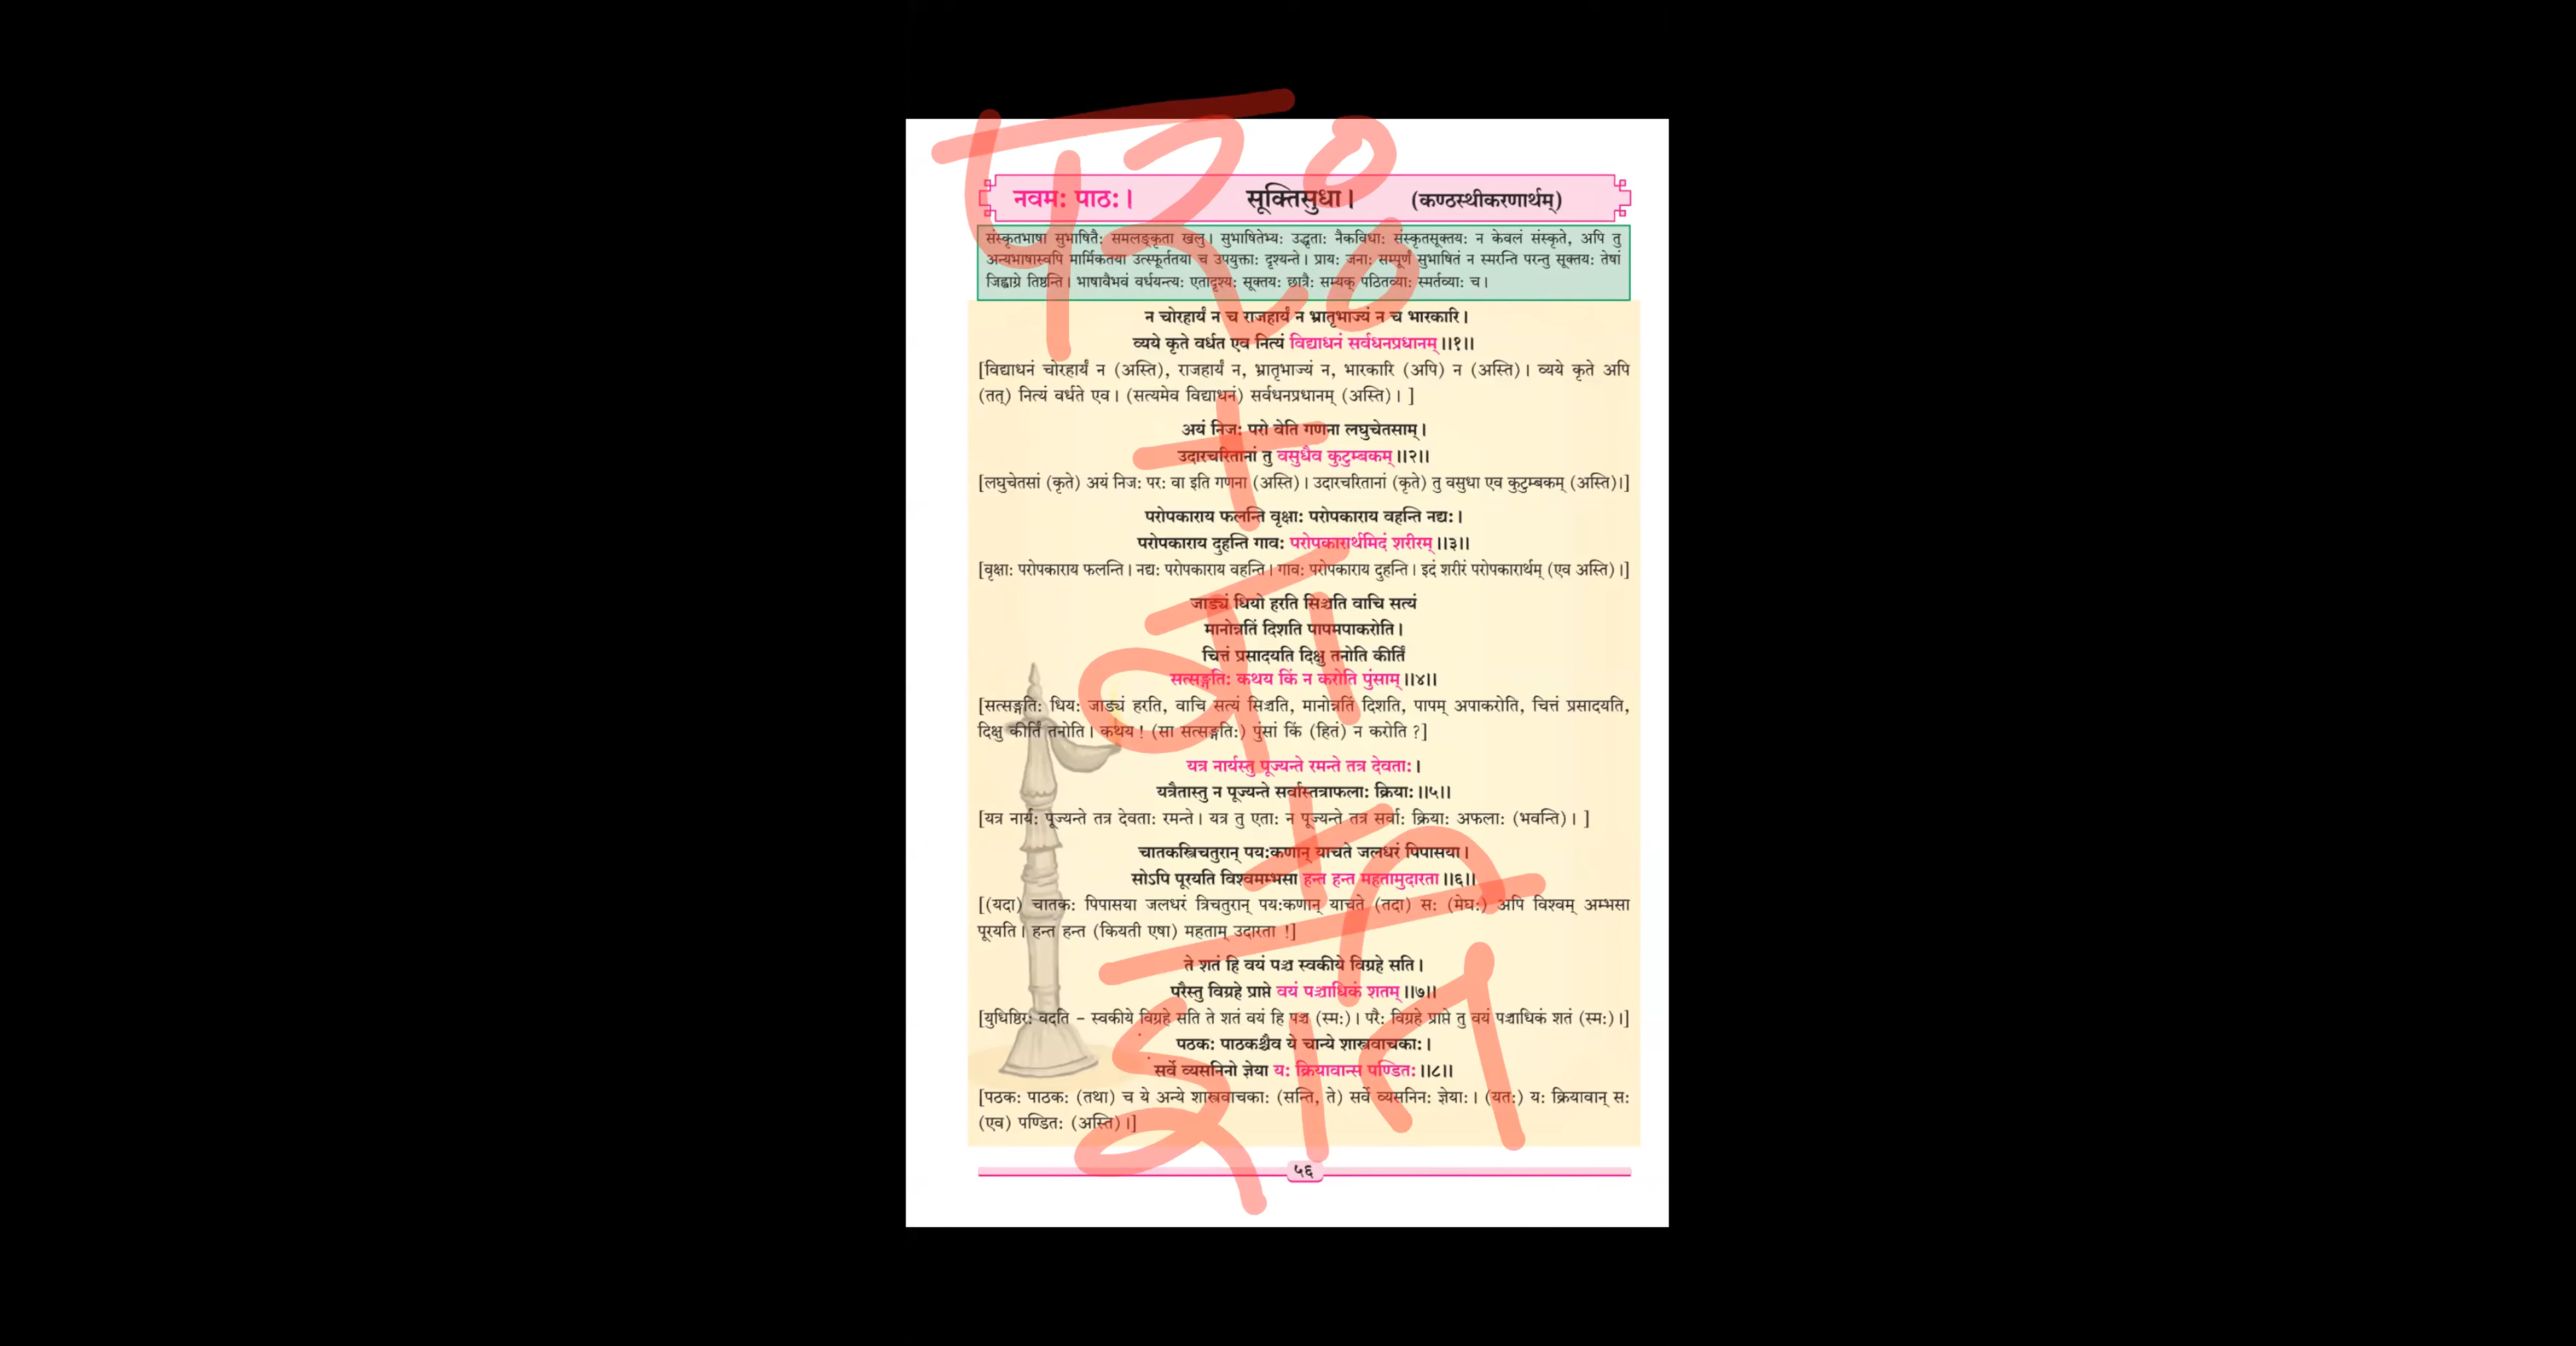 नवमः पाठः।
सूक्तिसुधा।
(कण्ठस्थीकरणार्थम्)
संस्कृतभाषा सुभाषितैः समलङ्कृता खलु। सुभाषितेभ्यः उद्धृताः नैकविधाः संस्कृतसूक्तयः न केवलं संस्कृते, अपि तु
अन्यभाषास्वपि मार्मिकतया उत्स्फूर्ततया च उपयुक्ताः दृश्यन्ते। प्रायः जनाः सम्पूर्णं सुभाषितं न स्मरन्ति परन्तु सूक्तयः तेषां
जिह्वाग्रे तिष्ठन्ति। भाषावैभवं वर्धयन्त्यः एतादृश्यः सूक्तयः छात्रैः सम्यक् पठितव्याः स्मर्तव्याः च।
न चोरहार्यं न च राजहार्यं न भ्रातृभाज्यं न च भारकारि।
व्यये कृते वर्धत एव नित्यं विद्याधनं सर्वधनप्रधानम्॥१॥
[विद्याधनं चोरहार्यं न (अस्ति), राजहार्यं न, भ्रातृभाज्यं न, भारकारि (अपि) न (अस्ति)। व्यये कृते अपि
(तत्) नित्यं वर्धते एव। (सत्यमेव विद्याधनं) सर्वधनप्रधानम् (अस्ति)। ]
अयं निजः परो वेति गणना लघुचेतसाम्।
उदारचरितानां तु वसुधैव कुटुम्बकम्॥२॥
[लघुचेतसां (कृते) अयं निजः परः वा इति गणना (अस्ति)। उदारचरितानां (कृते) तु वसुधा एव कुटुम्बकम् (अस्ति)।]
परोपकाराय फलन्ति वृक्षाः परोपकाराय वहन्ति नद्यः।
परोपकाराय दुहन्ति गावः परोपकारार्थमिदं शरीरम्॥३॥
[वृक्षाः परोपकाराय फलन्ति। नद्यः परोपकाराय वहन्ति। गावः परोपकाराय दुहन्ति। इदं शरीरं परोपकारार्थम् (एव अस्ति)।]
जाड्यं धियो हरति सिञ्चति वाचि सत्यं
मानोन्नतिं दिशति पापमपाकरोति।
चित्तं प्रसादयति दिक्षु तनोति कीर्तिं
सत्सङ्गतिः कथय किं न करोति पुंसाम्॥४॥
[सत्सङ्गतिः धियः जाड्यं हरति, वाचि सत्यं सिञ्चति, मानोन्नतिं दिशति, पापम् अपाकरोति, चित्तं प्रसादयति,
दिक्षु कीर्तिं तनोति। कथय ! (सा सत्सङ्गतिः) पुंसां किं (हितं) न करोति ?]
यत्र नार्यस्तु पूज्यन्ते रमन्ते तत्र देवताः।
यत्रैतास्तु न पूज्यन्ते सर्वास्तत्राफलाः क्रियाः॥५॥
[यत्र नार्यः पूज्यन्ते तत्र देवताः रमन्ते। यत्र तु एताः न पूज्यन्ते तत्र सर्वाः क्रियाः अफलाः (भवन्ति)। ]
चातकस्त्रिचतुरान् पयःकणान् याचते जलधरं पिपासया।
सोऽपि पूरयति विश्वमम्भसा हन्त हन्त महतामुदारता॥६॥
[(यदा) चातकः पिपासया जलधरं त्रिचतुरान् पयःकणान् याचते (तदा) सः (मेघः) अपि विश्वम् अम्भसा
पूरयति। हन्त हन्त (कियती एषा) महताम् उदारता !]
ते शतं हि वयं पञ्च स्वकीये विग्रहे सति।
परैस्तु विग्रहे प्राप्ते वयं पञ्चाधिकं शतम्॥७॥
[युधिष्ठिरः वदति – स्वकीये विग्रहे सति ते शतं वयं हि पञ्च (स्मः)। परैः विग्रहे प्राप्ते तु वयं पञ्चाधिकं शतं (स्मः)।]
पठकः पाठकश्चैव ये चान्ये शास्त्रवाचकाः।
सर्वे व्यसनिनो ज्ञेया यः क्रियावान्स पण्डितः॥८॥
[पठकः पाठकः (तथा) च ये अन्ये शास्त्रवाचकाः (सन्ति, ते) सर्वे व्यसनिनः ज्ञेयाः। (यतः) यः क्रियावान् सः
(एव) पण्डितः (अस्ति)।]
५६